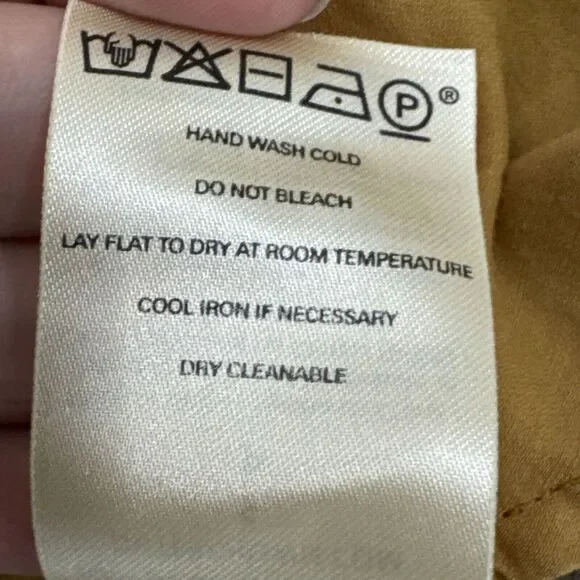 P ®
HAND WASH COLD
DO NOT BLEACH
LAY FLAT TO DRY AT ROOM TEMPERATURE
COOL IRON IF NECESSARY
DRY CLEANABLE